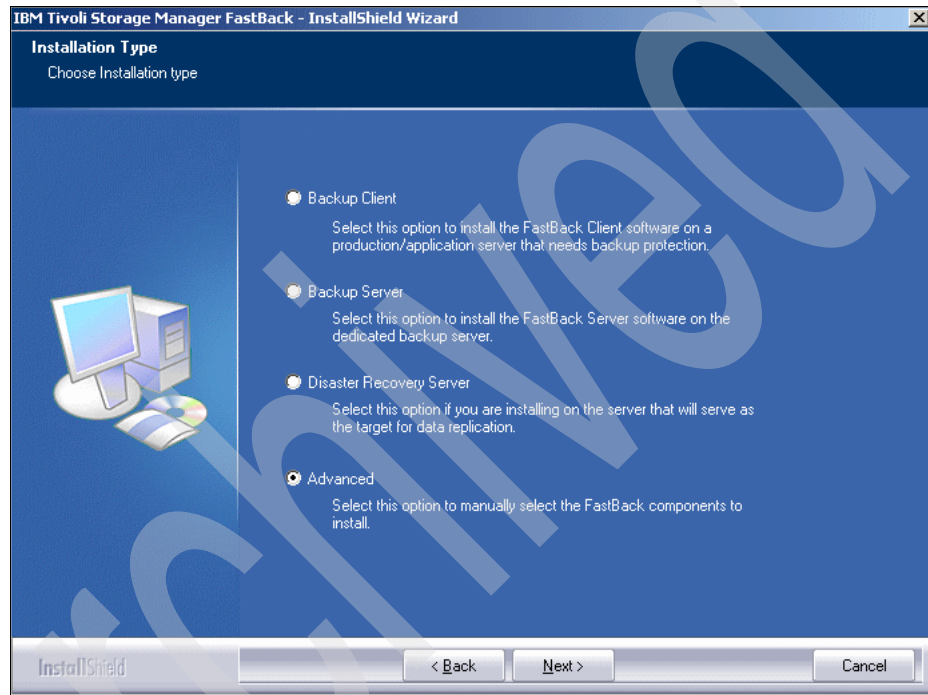 IBM Tivoli Storage Manager FastBack - InstallShield Wizard
Installation Type
Choose Installation type
Backup Client
Select this option to install the FastBack Client software on a
production/application server that needs backup protection.
Backup Server
Select this option to install the FastBack Server software on the
dedicated backup server.
Disaster Recovery Server
Select this option if you are installing on the server that will serve as
the target for data replication.
Advanced
Select this option to manually select the FastBack components to
install.
InstallShield
< Back
Next >
Cancel